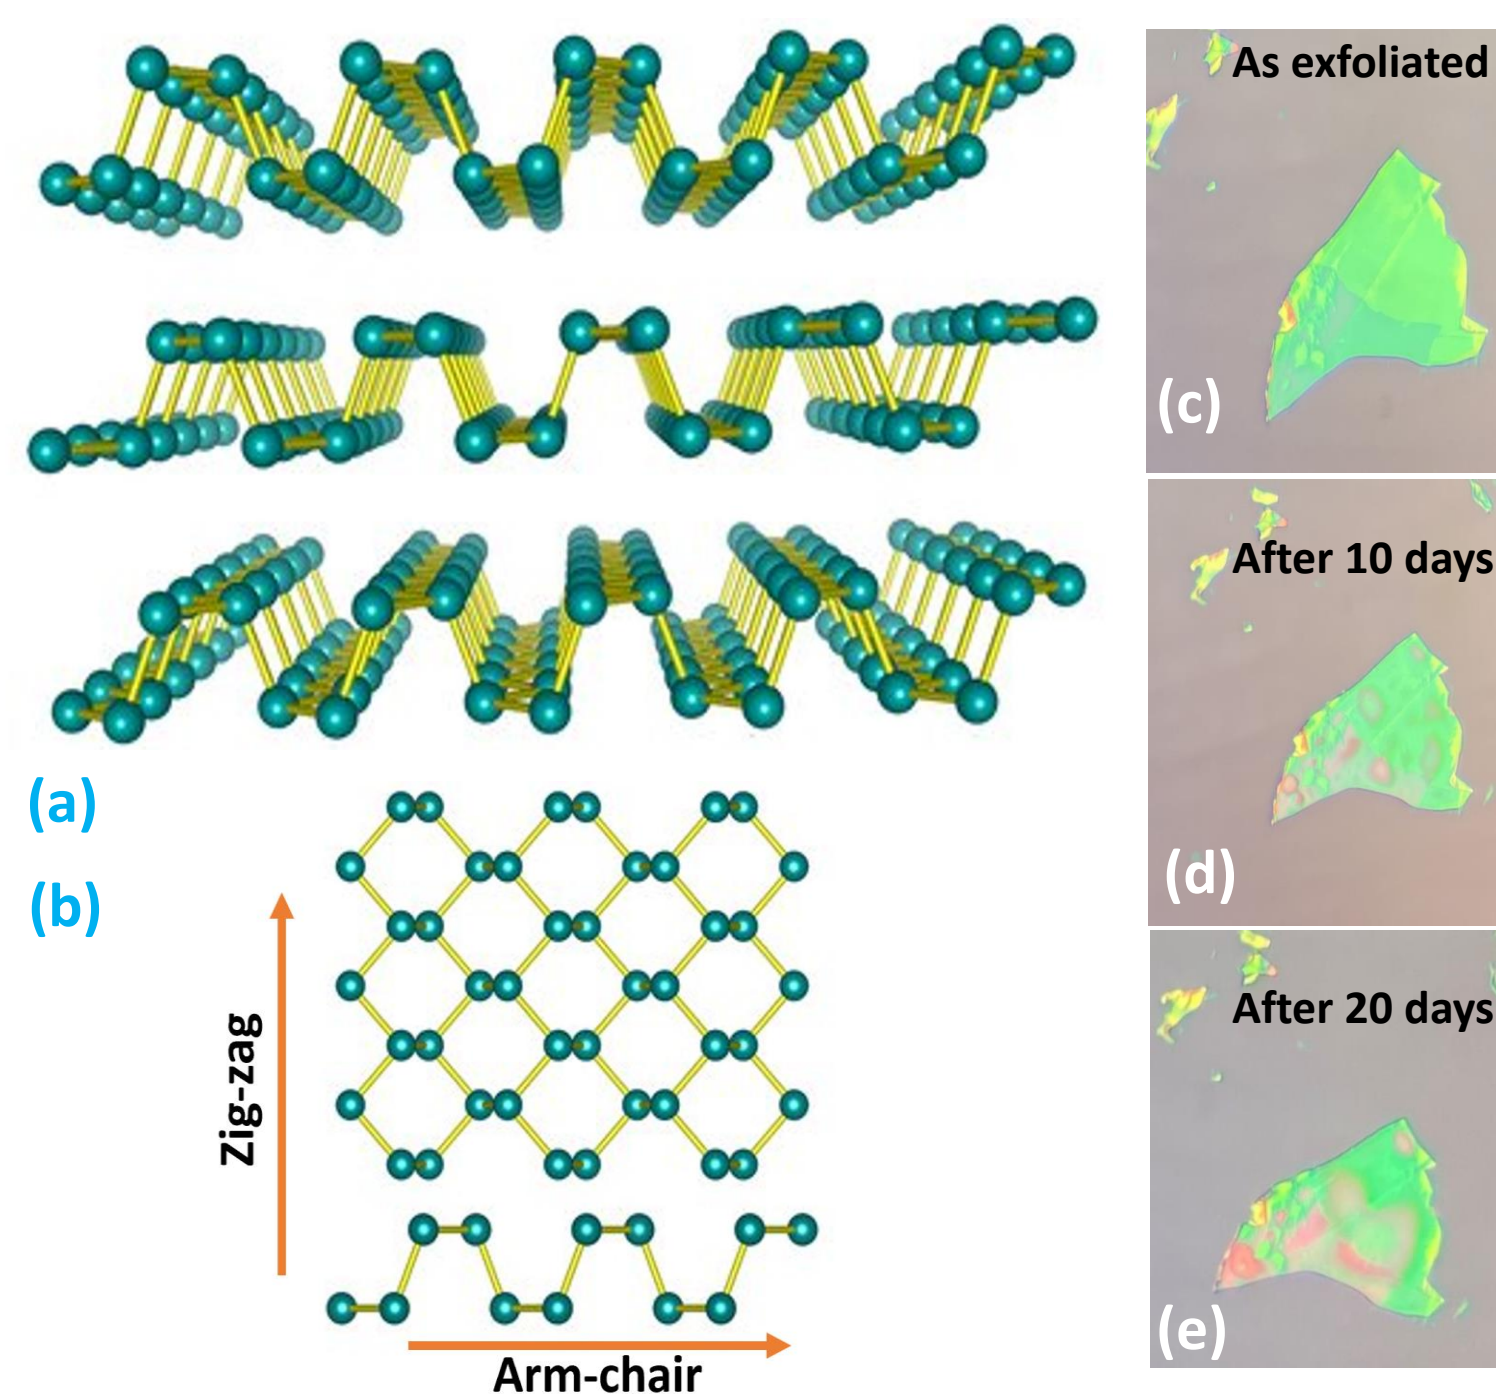 (a)
(b)
Zig-zag
Arm-chair
As exfoliated
(c)
After 10 days
(d)
After 20 days
(e)